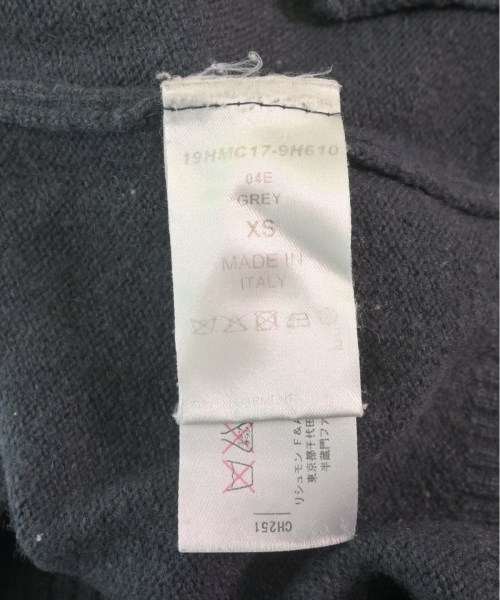 19HMC17-9H610
04E
GREY
XS
MADE IN
ITALY
リシュモン F & A
東京都千代田
半蔵門ファ
CH251